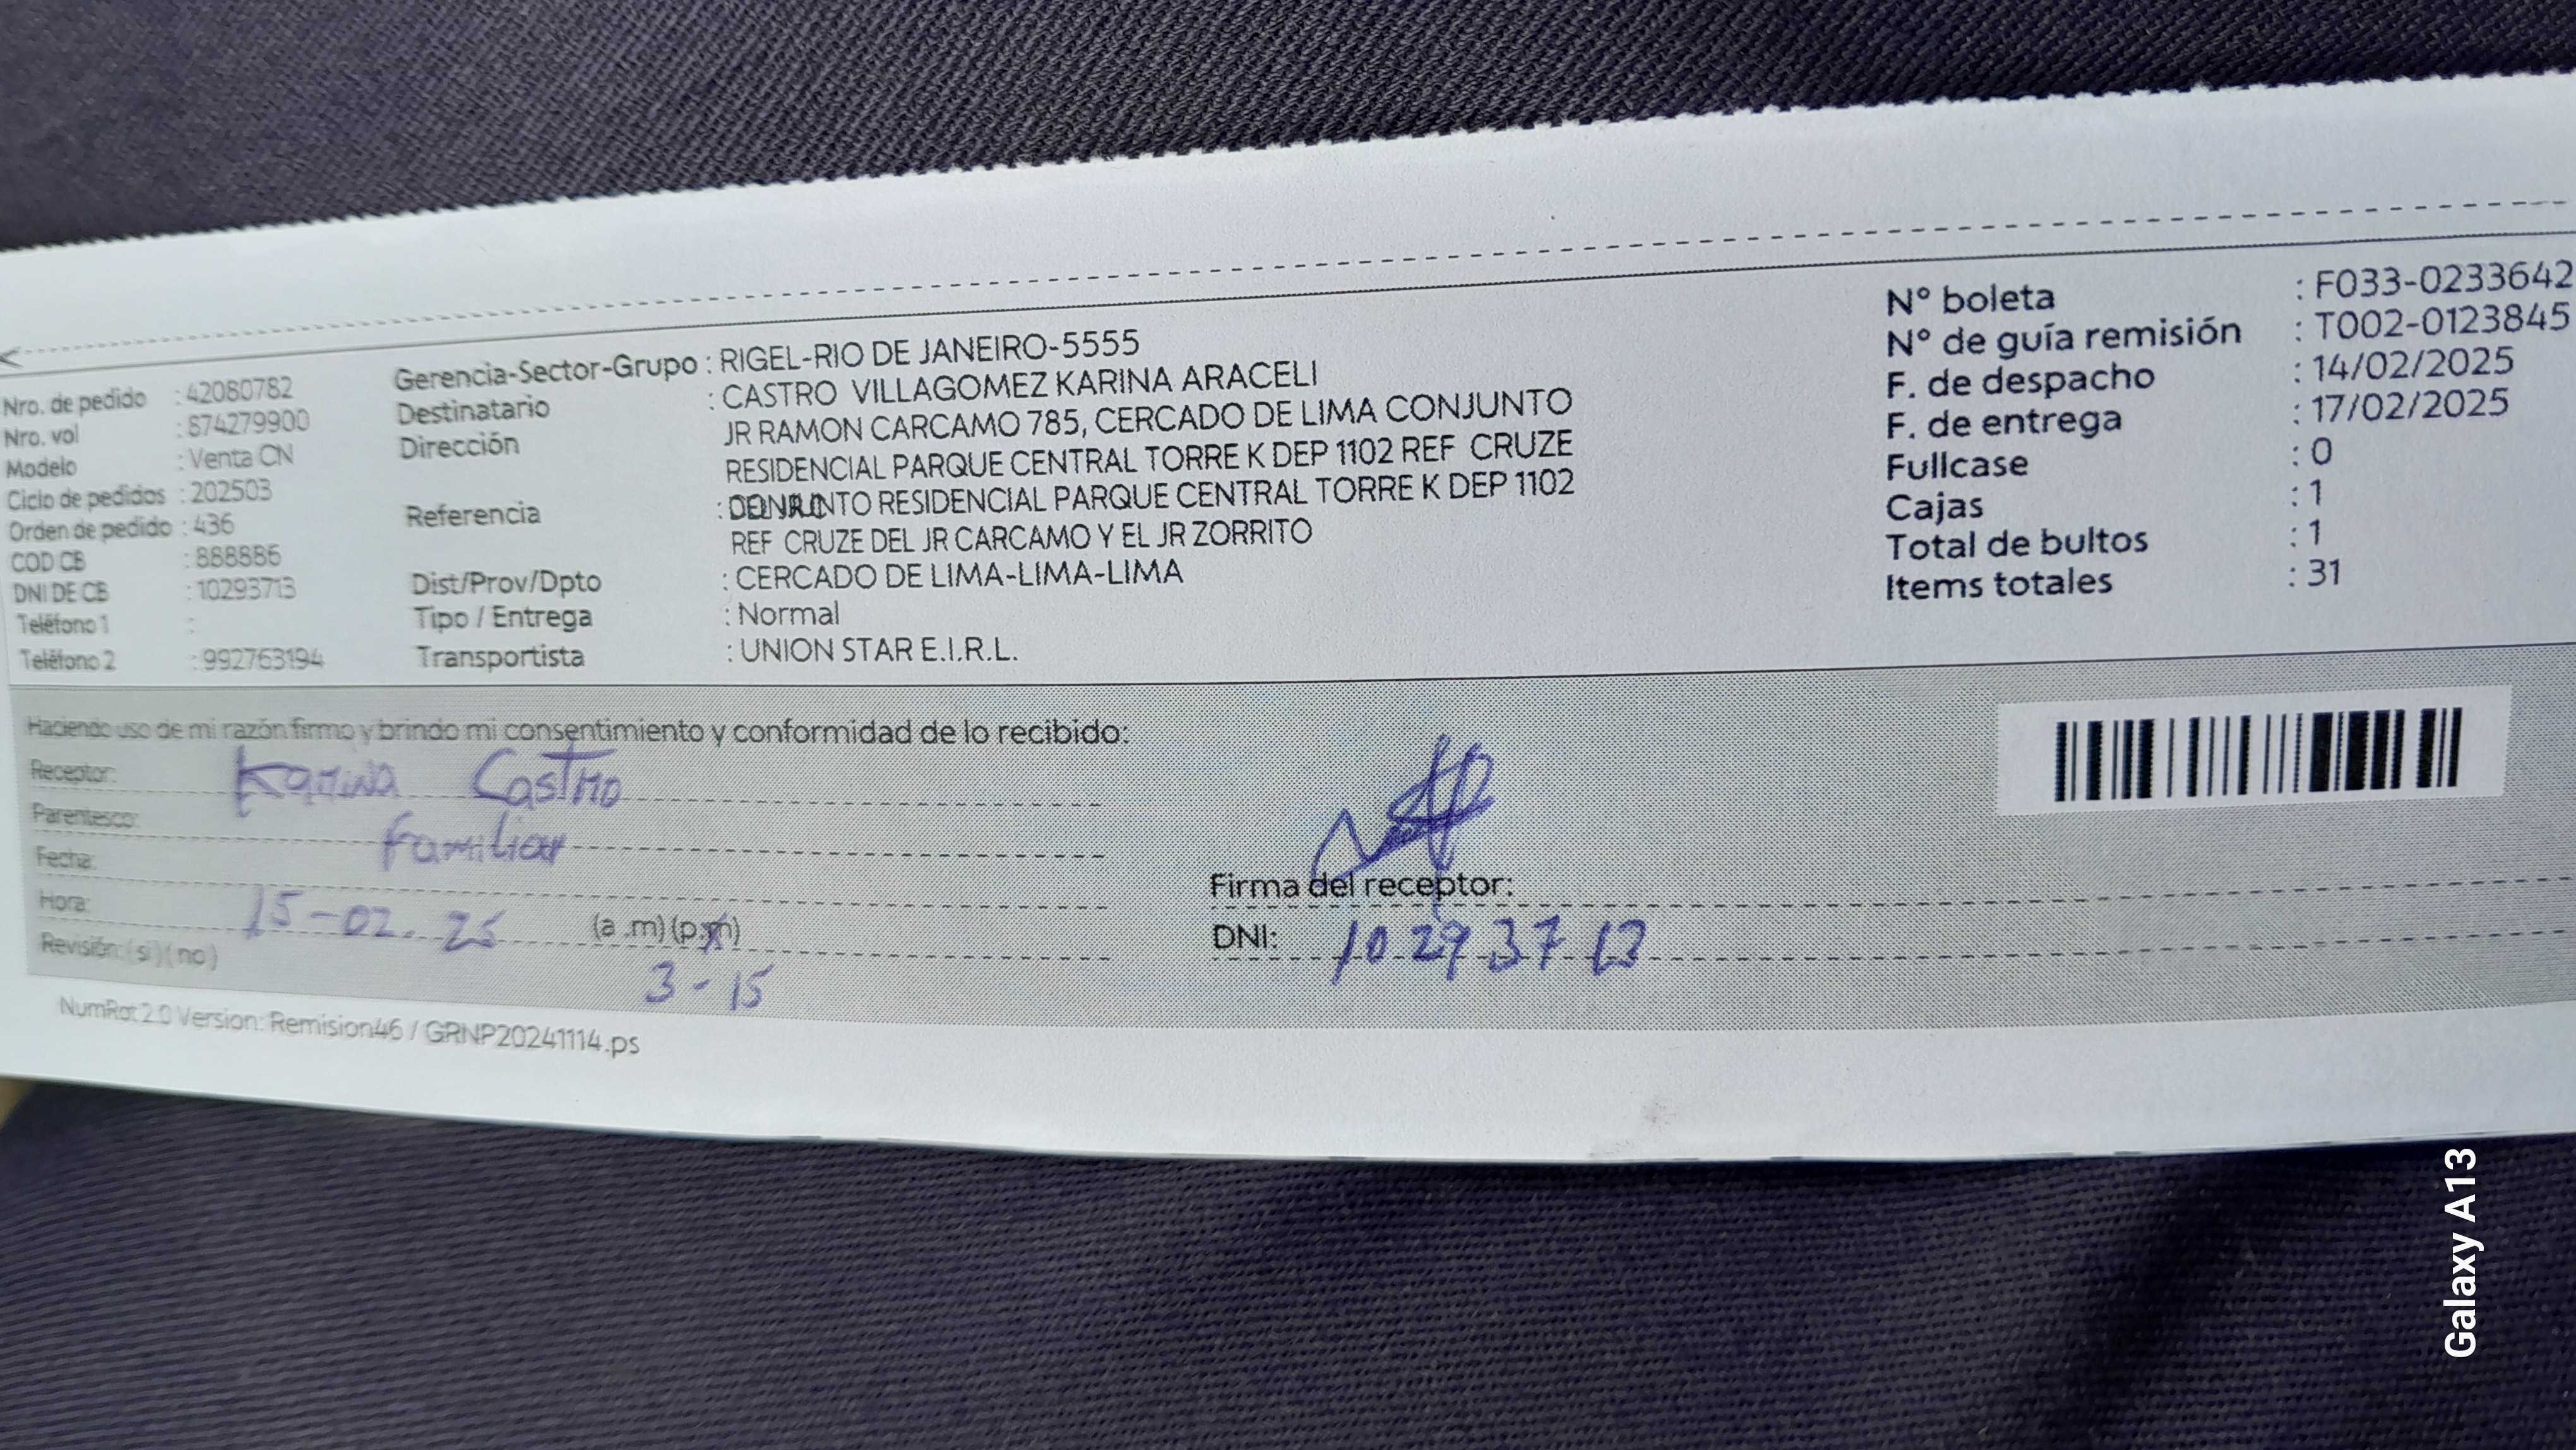 Nro. de pedido : 42080782
Nro. vol : 874279900
Modelo : Venta CN
Ciclo de pedidos : 202503
Orden de pedido : 436
COD CB : 888886
DNI DE CB : 10293713
Teléfono 1 :
Teléfono 2 : 992763194
Gerencia-Sector-Grupo : RIGEL-RIO DE JANEIRO-5555
Destinatario : CASTRO VILLAGOMEZ KARINA ARACELI
Dirección JR RAMON CARCAMO 785, CERCADO DE LIMA CONJUNTO
RESIDENCIAL PARQUE CENTRAL TORRE K DEP 1102 REF CRUZE
Referencia : CONJUNTO RESIDENCIAL PARQUE CENTRAL TORRE K DEP 1102
REF CRUZE DEL JR CARCAMO Y EL JR ZORRITO
Dist/Prov/Dpto : CERCADO DE LIMA-LIMA-LIMA
Tipo / Entrega : Normal
Transportista : UNION STAR E.I.R.L.
N° boleta : F033-0233642
N° de guía remisión : T002-0123845
F. de despacho : 14/02/2025
F. de entrega : 17/02/2025
Fullcase : 0
Cajas : 1
Total de bultos : 1
Items totales : 31
Haciendo uso de mi razón firmo y brindo mi consentimiento y conformidad de lo recibido:
Receptor: Karina Castro
Parentesco: Familiar
Fecha:
Hora: 15-02.25 (a .m) (p.m)
Revisión: (si) (no) 3-15
Firma del receptor:
DNI: 10293713
NumRot2.0 Version: Remision46 / GRNP20241114.ps
Galaxy A13